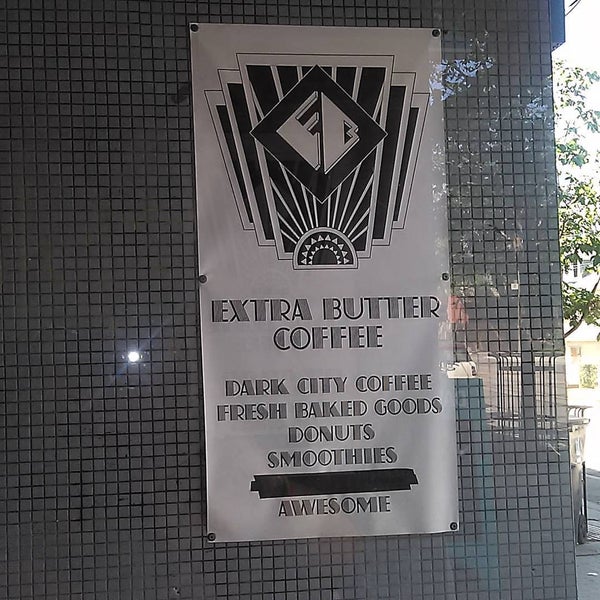 EB
EXTRA BUTTER
COFFEE
DARK CITY COFFEE
FRESH BAKED GOODS
DONUTS
SMOOTHIES
AWESOME